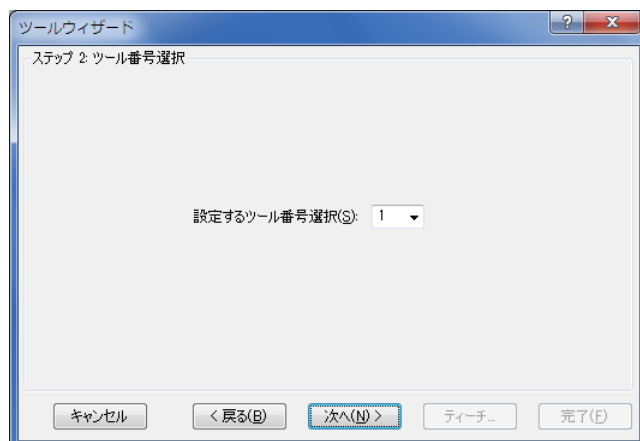 ツールウィザード
ステップ 2: ツール番号選択
設定するツール番号選択(S): 1
キャンセル < 戻る(B) 次へ(N) > ティーチ... 完了(F)